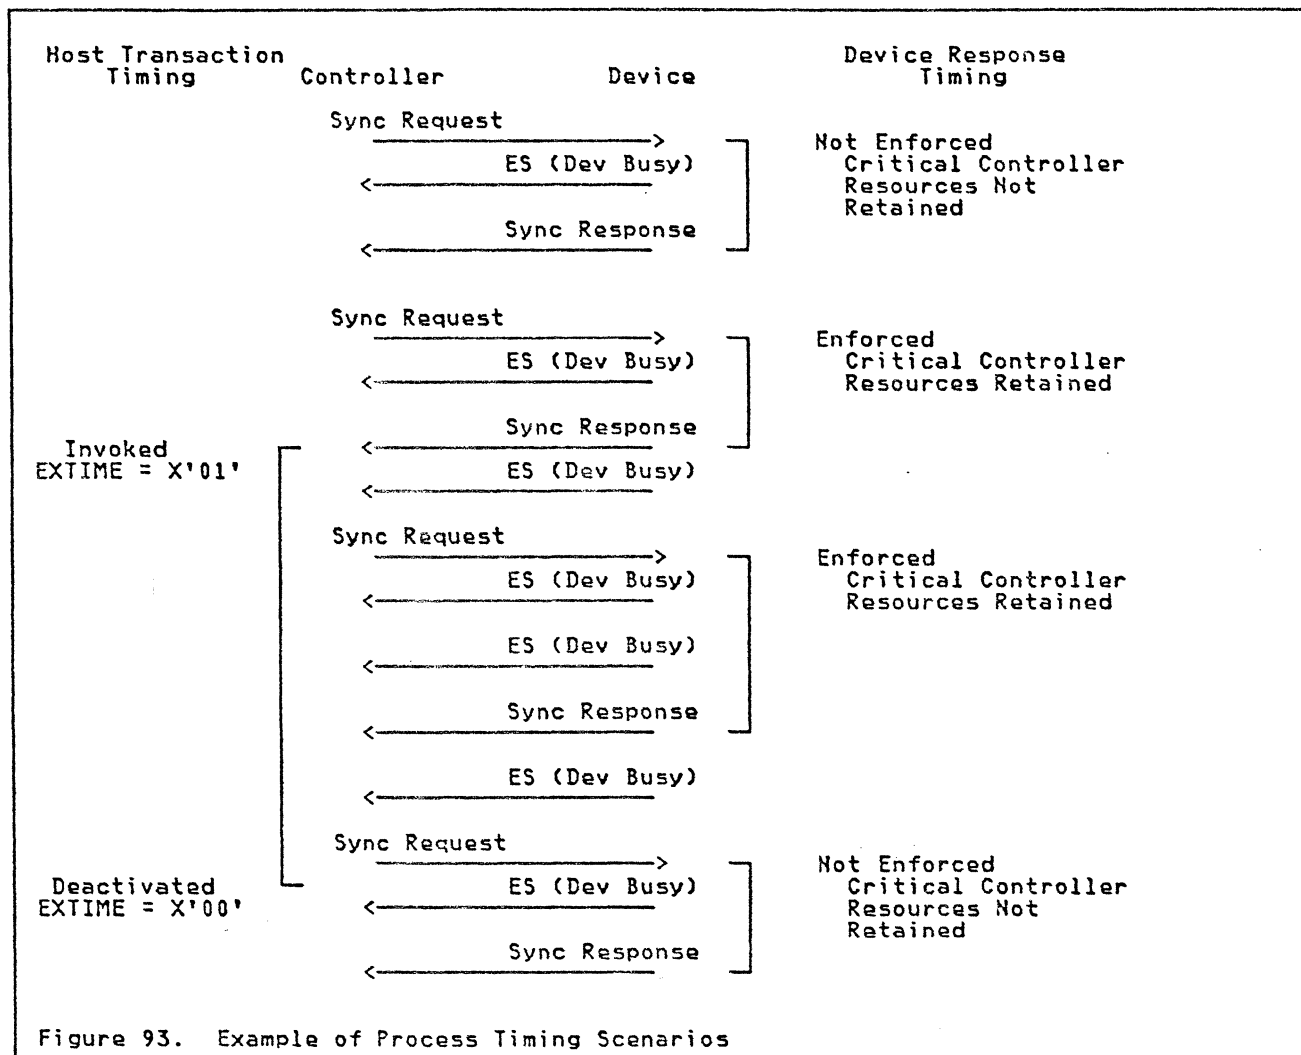 Host Transaction
Timing
Controller
Device
Device Response
Timing
Sync Request
ES (Dev Busy)
Sync Response
Not Enforced
Critical Controller
Resources Not
Retained
Sync Request
ES (Dev Busy)
Sync Response
Enforced
Critical Controller
Resources Retained
Invoked
EXTIME = X'01'
ES (Dev Busy)
Sync Request
ES (Dev Busy)
ES (Dev Busy)
Sync Response
Enforced
Critical Controller
Resources Retained
ES (Dev Busy)
Sync Request
Deactivated
EXTIME = X'00'
ES (Dev Busy)
Sync Response
Not Enforced
Critical Controller
Resources Not
Retained
Figure 93. Example of Process Timing Scenarios